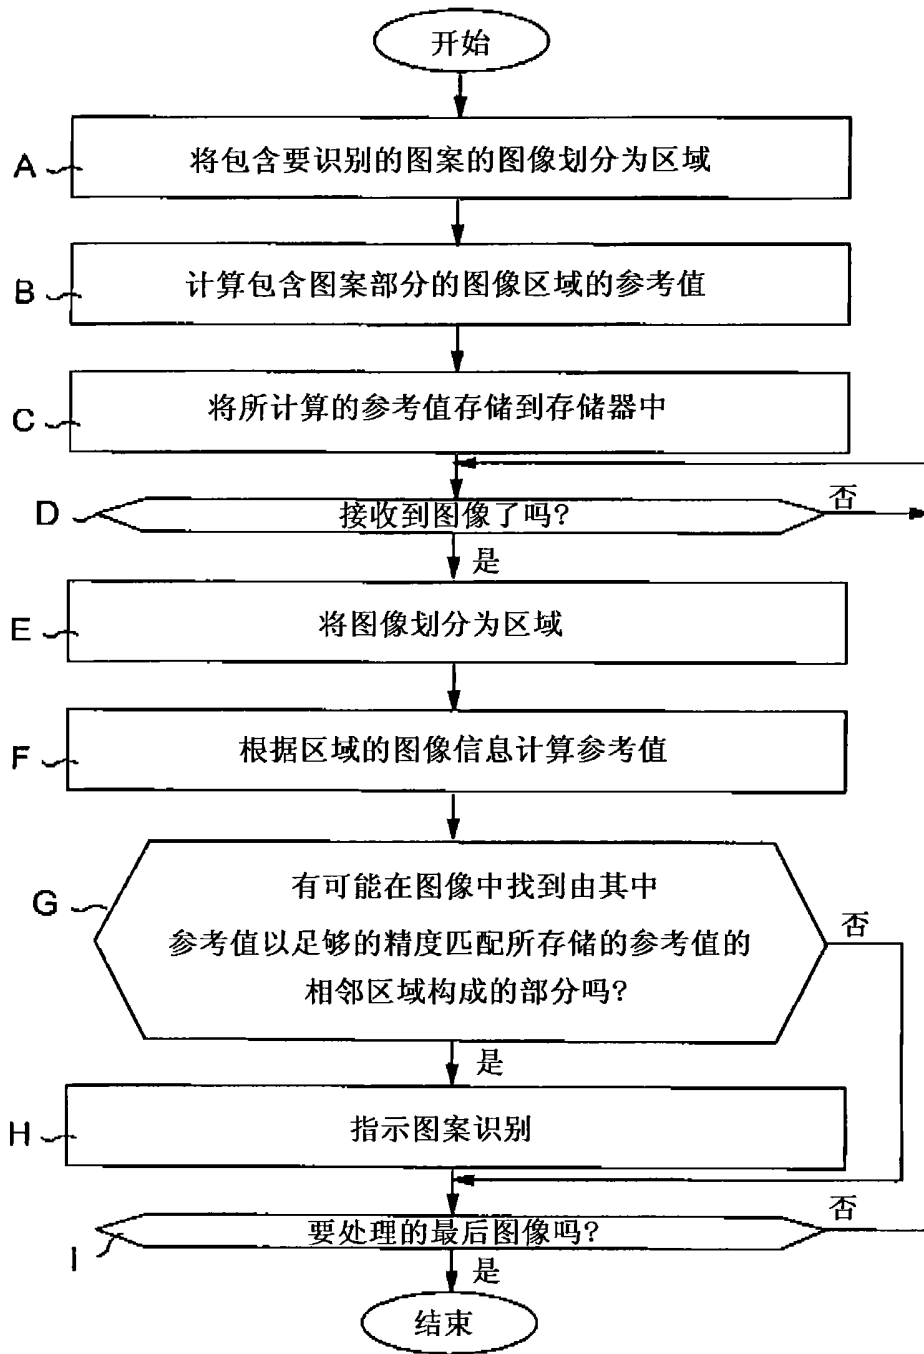 开始
A
将包含要识别的图案的图像划分为区域
B
计算包含图案部分的图像区域的参考值
C
将所计算的参考值存储到存储器中
D
接收到图像了吗?
否
是
E
将图像划分为区域
F
根据区域的图像信息计算参考值
G
有可能在图像中找到由其中
参考值以足够的精度匹配所存储的参考值的
相邻区域构成的部分吗?
否
是
H
指示图案识别
I
要处理的最后图像吗?
否
是
结束